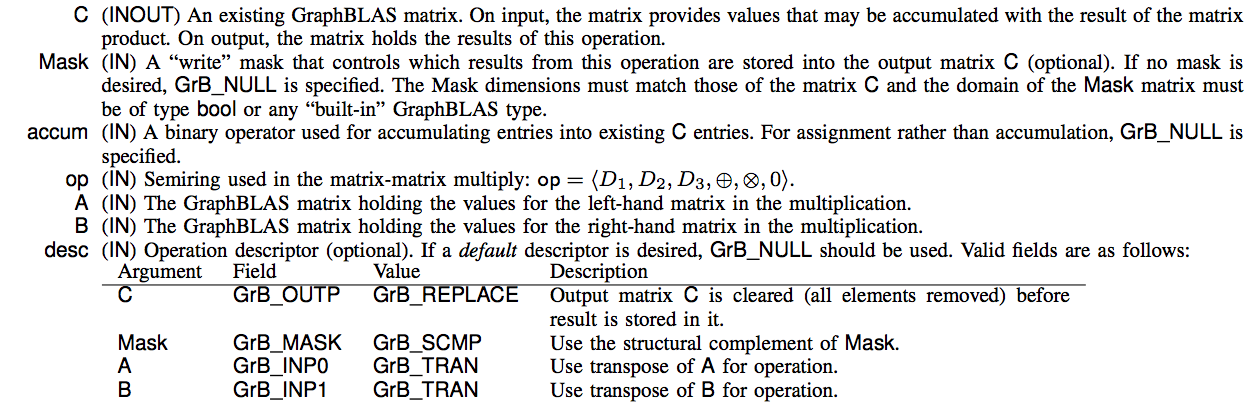 C (INOUT) An existing GraphBLAS matrix. On input, the matrix provides values that may be accumulated with the result of the matrix
product. On output, the matrix holds the results of this operation.
Mask (IN) A “write” mask that controls which results from this operation are stored into the output matrix C (optional). If no mask is
desired, GrB_NULL is specified. The Mask dimensions must match those of the matrix C and the domain of the Mask matrix must
be of type bool or any “built-in” GraphBLAS type.
accum (IN) A binary operator used for accumulating entries into existing C entries. For assignment rather than accumulation, GrB_NULL is
specified.
op (IN) Semiring used in the matrix-matrix multiply: op = ⟨D₁, D₂, D₃, ⊕, ⊗, 0⟩.
A (IN) The GraphBLAS matrix holding the values for the left-hand matrix in the multiplication.
B (IN) The GraphBLAS matrix holding the values for the right-hand matrix in the multiplication.
desc (IN) Operation descriptor (optional). If a default descriptor is desired, GrB_NULL should be used. Valid fields are as follows:
Argument Field Value Description
C GrB_OUTP GrB_REPLACE Output matrix C is cleared (all elements removed) before
result is stored in it.
Mask GrB_MASK GrB_SCMP Use the structural complement of Mask.
A GrB_INP0 GrB_TRAN Use transpose of A for operation.
B GrB_INP1 GrB_TRAN Use transpose of B for operation.